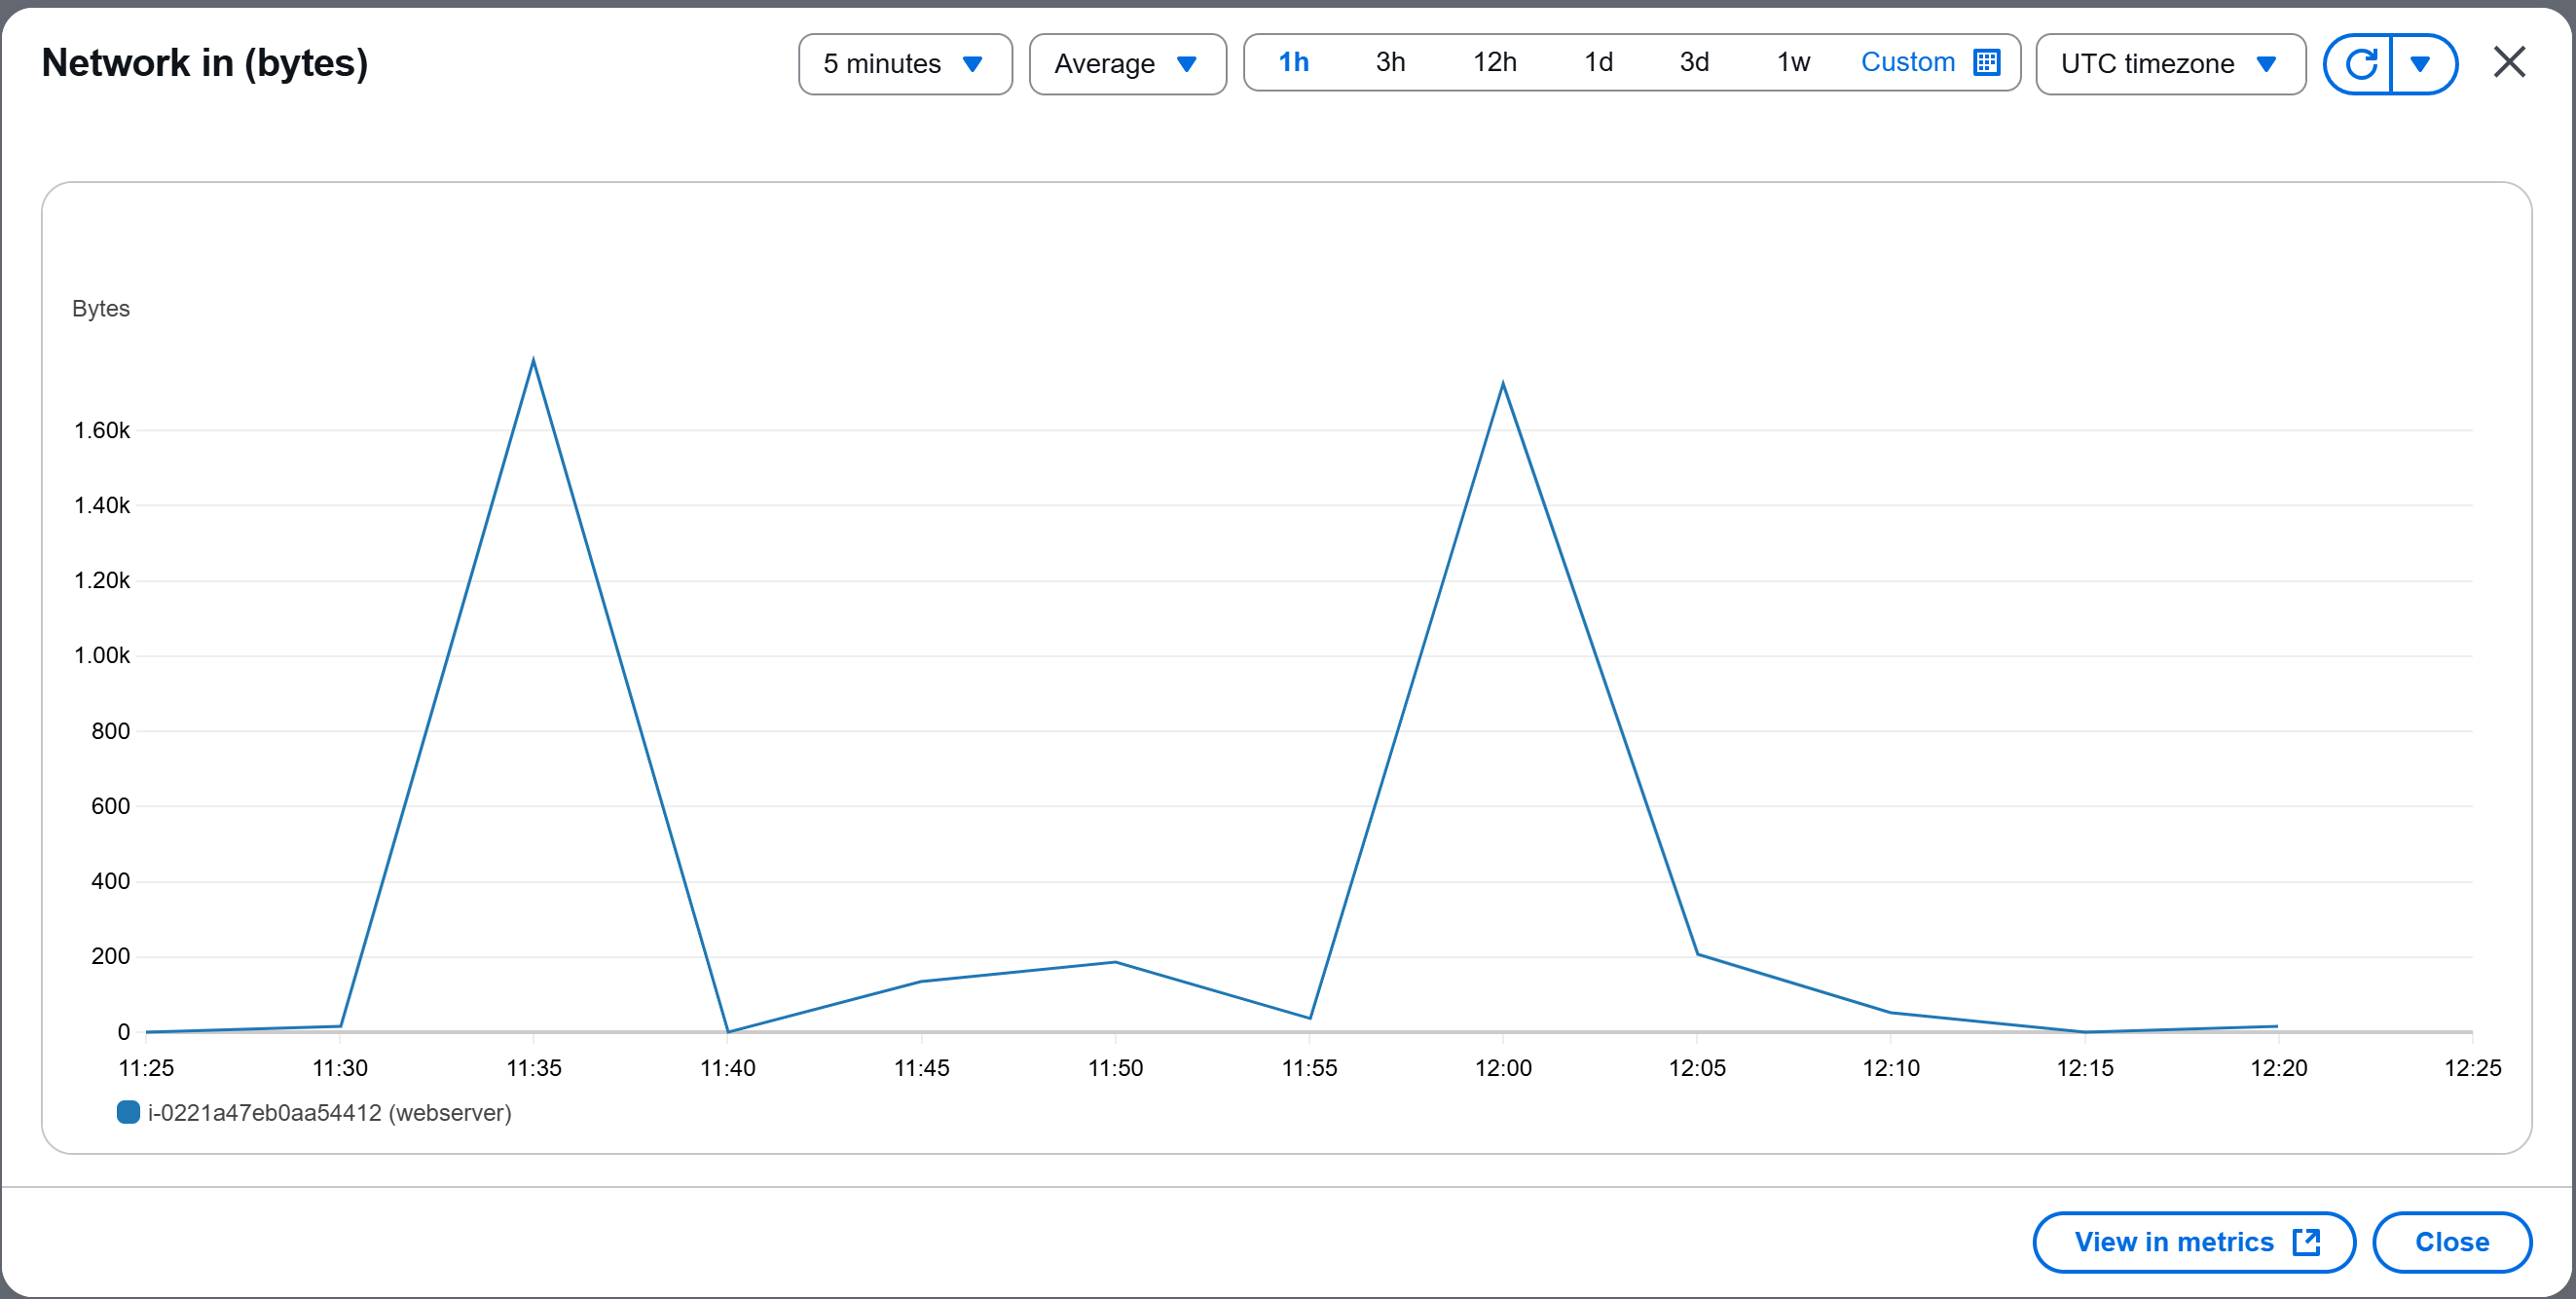 Network in (bytes)
5 minutes
Average
1h 3h 12h 1d 3d 1w Custom
UTC timezone
Bytes
1.60k
1.40k
1.20k
1.00k
800
600
400
200
0
11:25 11:30 11:35 11:40 11:45 11:50 11:55 12:00 12:05 12:10 12:15 12:20 12:25
i-0221a47eb0aa54412 (webserver)
View in metrics
Close